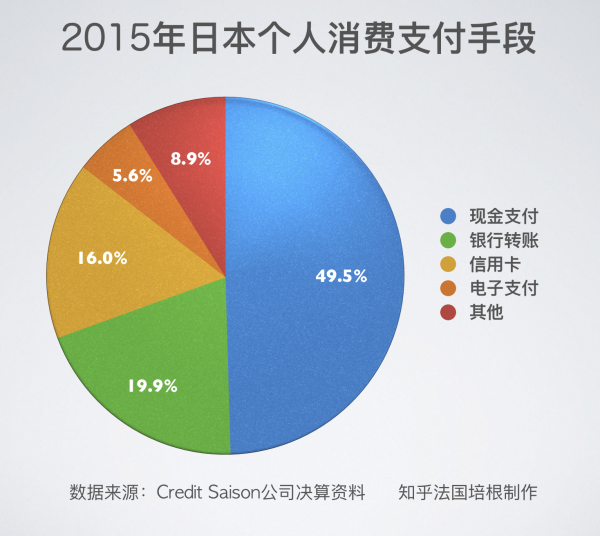 2015年日本个人消费支付手段
8.9%
5.6%
16.0%
49.5%
19.9%
现金支付
银行转账
信用卡
电子支付
其他
数据来源：Credit Saison公司决算资料 知乎法国培根制作